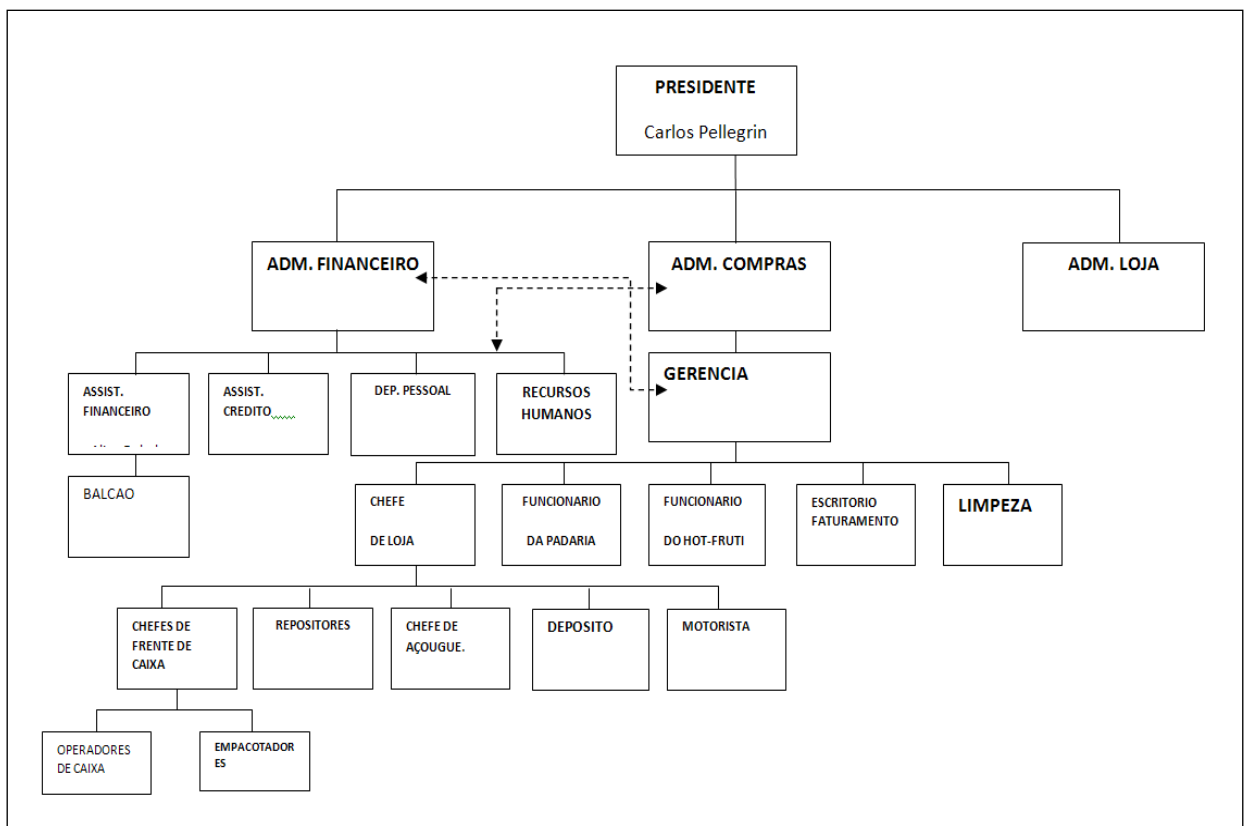 PRESIDENTE
Carlos Pellegrin
ADM. FINANCEIRO
ADM. COMPRAS
ADM. LOJA
GERENCIA
ASSIST.
FINANCEIRO
ASSIST.
CREDITO
DEP. PESSOAL
RECURSOS
HUMANOS
BALCAO
CHEFE
DE LOJA
FUNCIONARIO
DA PADARIA
FUNCIONARIO
DO HOT-FRUTI
ESCRITORIO
FATURAMENTO
LIMPEZA
CHEFES DE
FRENTE DE
CAIXA
REPOSITORES
CHEFE DE
AÇOUGUE.
DEPOSITO
MOTORISTA
OPERADORES
DE CAIXA
EMPACOTADOR
ES